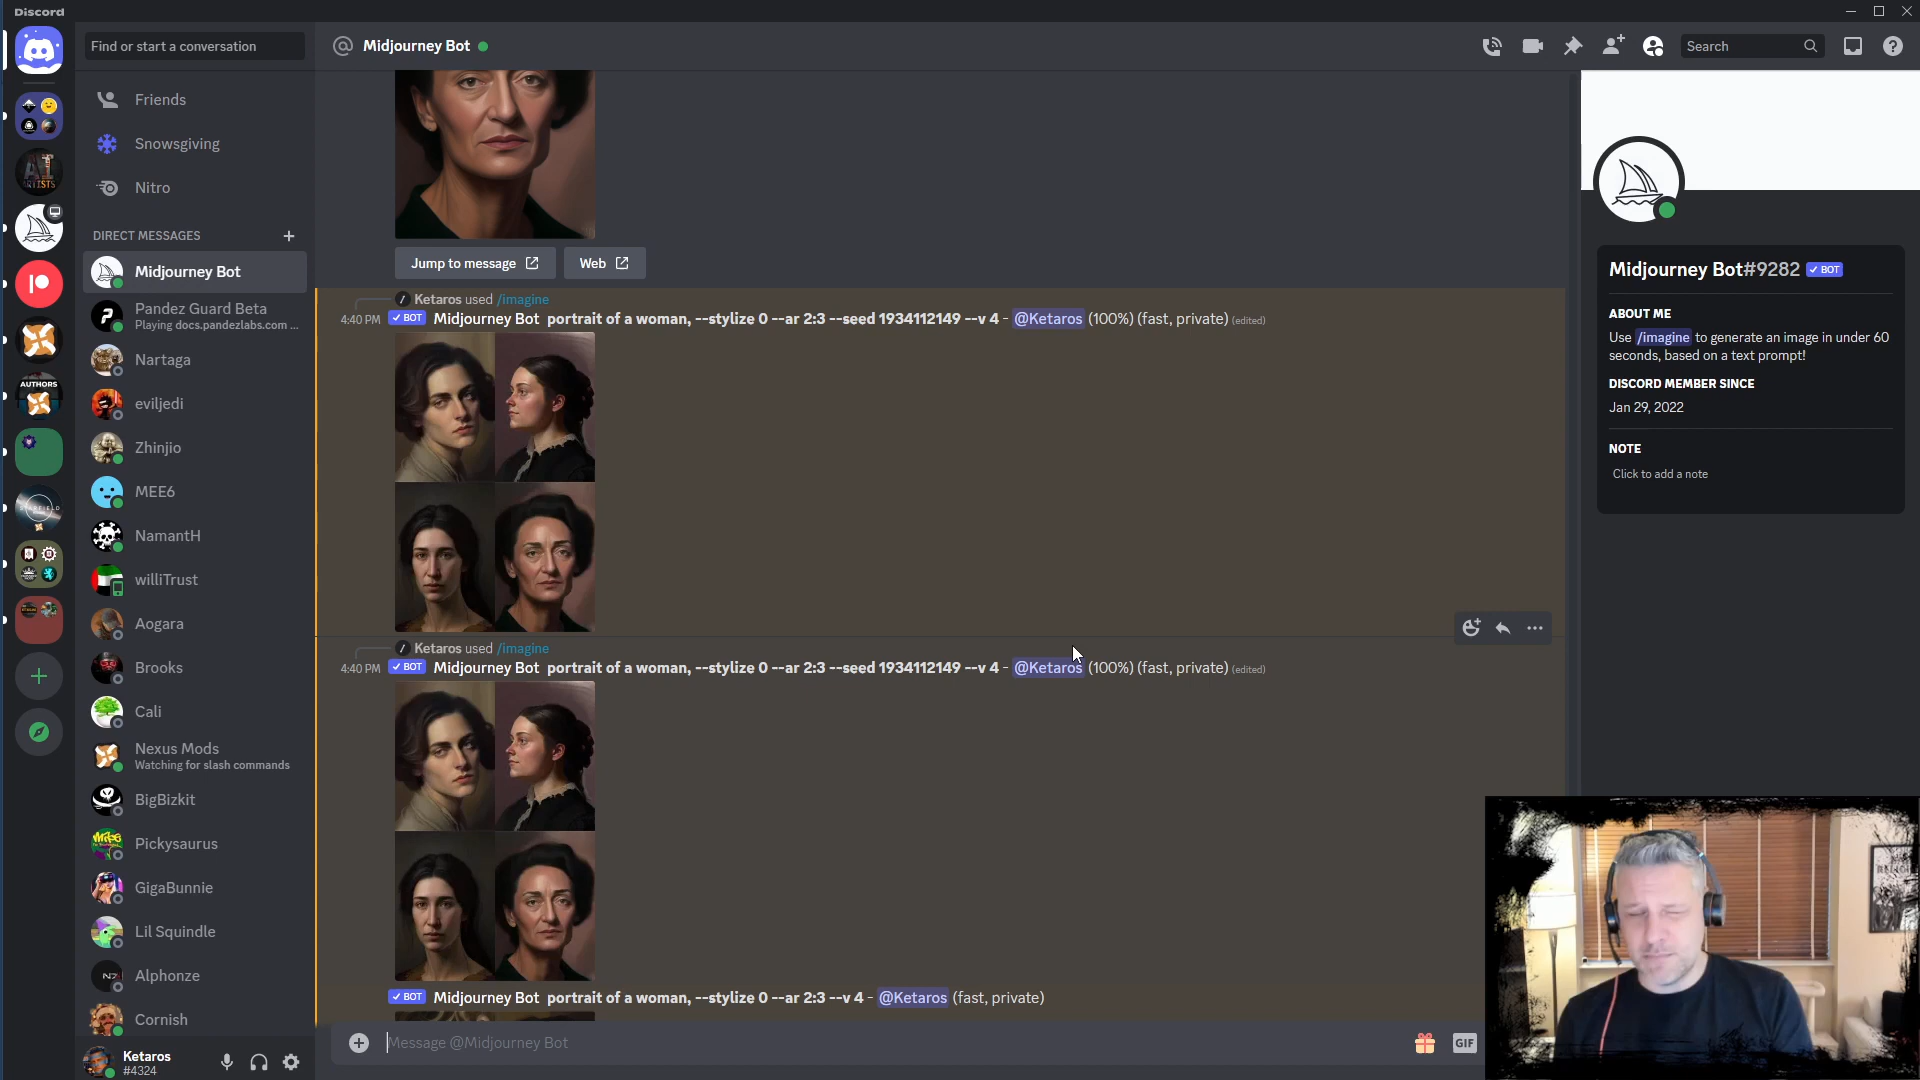 Discord
Find or start a conversation
Friends
Snowsgiving
Nitro
DIRECT MESSAGES
Midjourney Bot
Pandez Guard Beta
Playing docs.pandezlabs.com ...
Nartaga
eviljedi
Zhinjio
MEE6
NamantH
williTrust
Aogara
Brooks
Cali
Nexus Mods
Watching for slash commands
BigBizkit
Pickysaurus
GigaBunnie
Lil Squindle
Alphonze
Cornish
Ketaros
#4324
AI
ARTISTS
AUTHORS
STARFIELD
N7
Midjourney Bot
Search
Jump to message
Web
Ketaros used /imagine
4:40 PM BOT Midjourney Bot portrait of a woman, --stylize 0 --ar 2:3 --seed 1934112149 --v 4 - @Ketaros (100%) (fast, private) (edited)
Ketaros used /imagine
4:40 PM BOT Midjourney Bot portrait of a woman, --stylize 0 --ar 2:3 --seed 1934112149 --v 4 - @Ketaros (100%) (fast, private) (edited)
BOT Midjourney Bot portrait of a woman, --stylize 0 --ar 2:3 --v 4 - @Ketaros (fast, private)
Message @Midjourney Bot
GIF
Midjourney Bot#9282 BOT
ABOUT ME
Use /imagine to generate an image in under 60
seconds, based on a text prompt!
DISCORD MEMBER SINCE
Jan 29, 2022
NOTE
Click to add a note